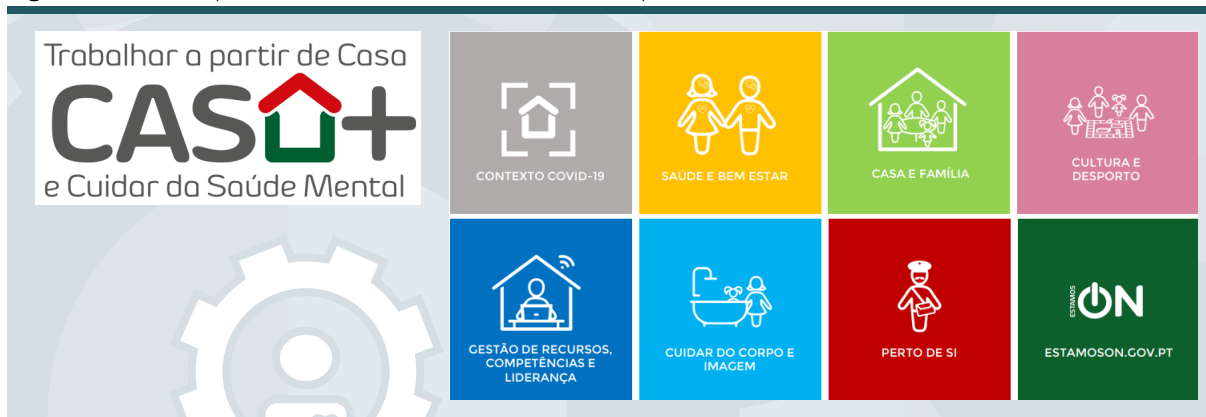 Trabalhar a partir de Casa
CASA+
e Cuidar da Saúde Mental
CONTEXTO COVID-19
SAÚDE E BEM ESTAR
CASA E FAMÍLIA
CULTURA E
DESPORTO
GESTÃO DE RECURSOS,
COMPETÊNCIAS E
LIDERANÇA
CUIDAR DO CORPO E
IMAGEM
PERTO DE SI
ESTAMOS
ON
ESTAMOSON.GOV.PT